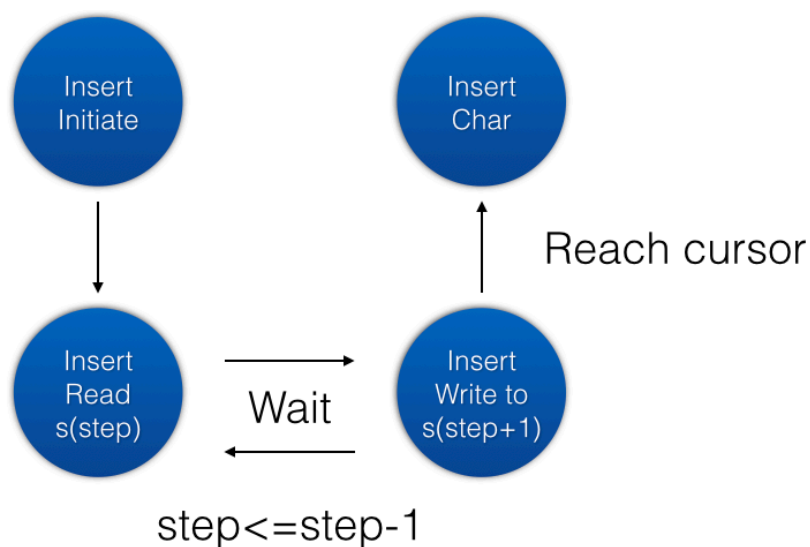 Insert
Initiate
Insert
Char
Reach cursor
Insert
Read
s(step)
Wait
Insert
Write to
s(step+1)
step<=step-1